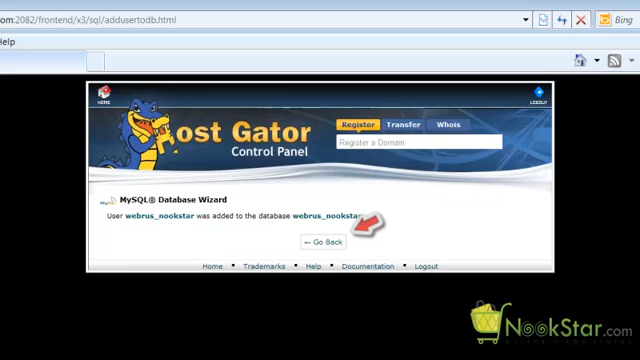 om:2082/frontend/x3/sql/addusertodb.html
Bing
Help
HOME
LOGOUT
Host Gator
Control Panel
Register
Transfer
Whois
Register a Domain
MySQL® Database Wizard
User webrus_nookstar was added to the database webrus_nookstar.
← Go Back
Home ▪ Trademarks ▪ Help ▪ Documentation ▪ Logout
NookStar.com